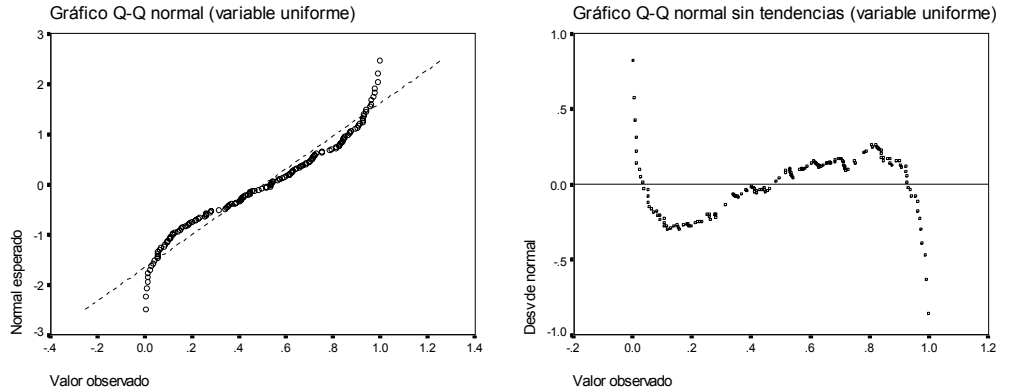 Gráfico Q-Q normal (variable uniforme)
3
2
1
0
-1
-2
-3
Normal esperado
-.4 -.2 0.0 .2 .4 .6 .8 1.0 1.2 1.4
Valor observado
Gráfico Q-Q normal sin tendencias (variable uniforme)
1.0
.5
0.0
-.5
-1.0
Desv de normal
-.2 0.0 .2 .4 .6 .8 1.0 1.2
Valor observado